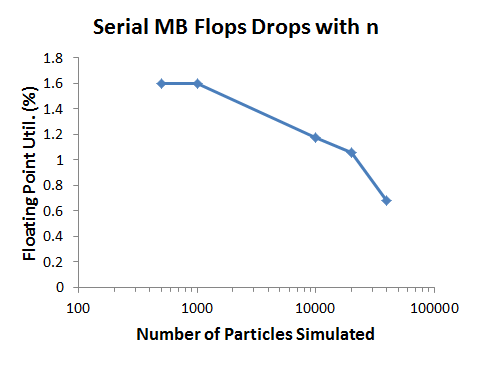 Serial MB Flops Drops with n
Floating Point Util. (%)
1.8
1.6
1.4
1.2
1
0.8
0.6
0.4
0.2
0
100 1000 10000 100000
Number of Particles Simulated